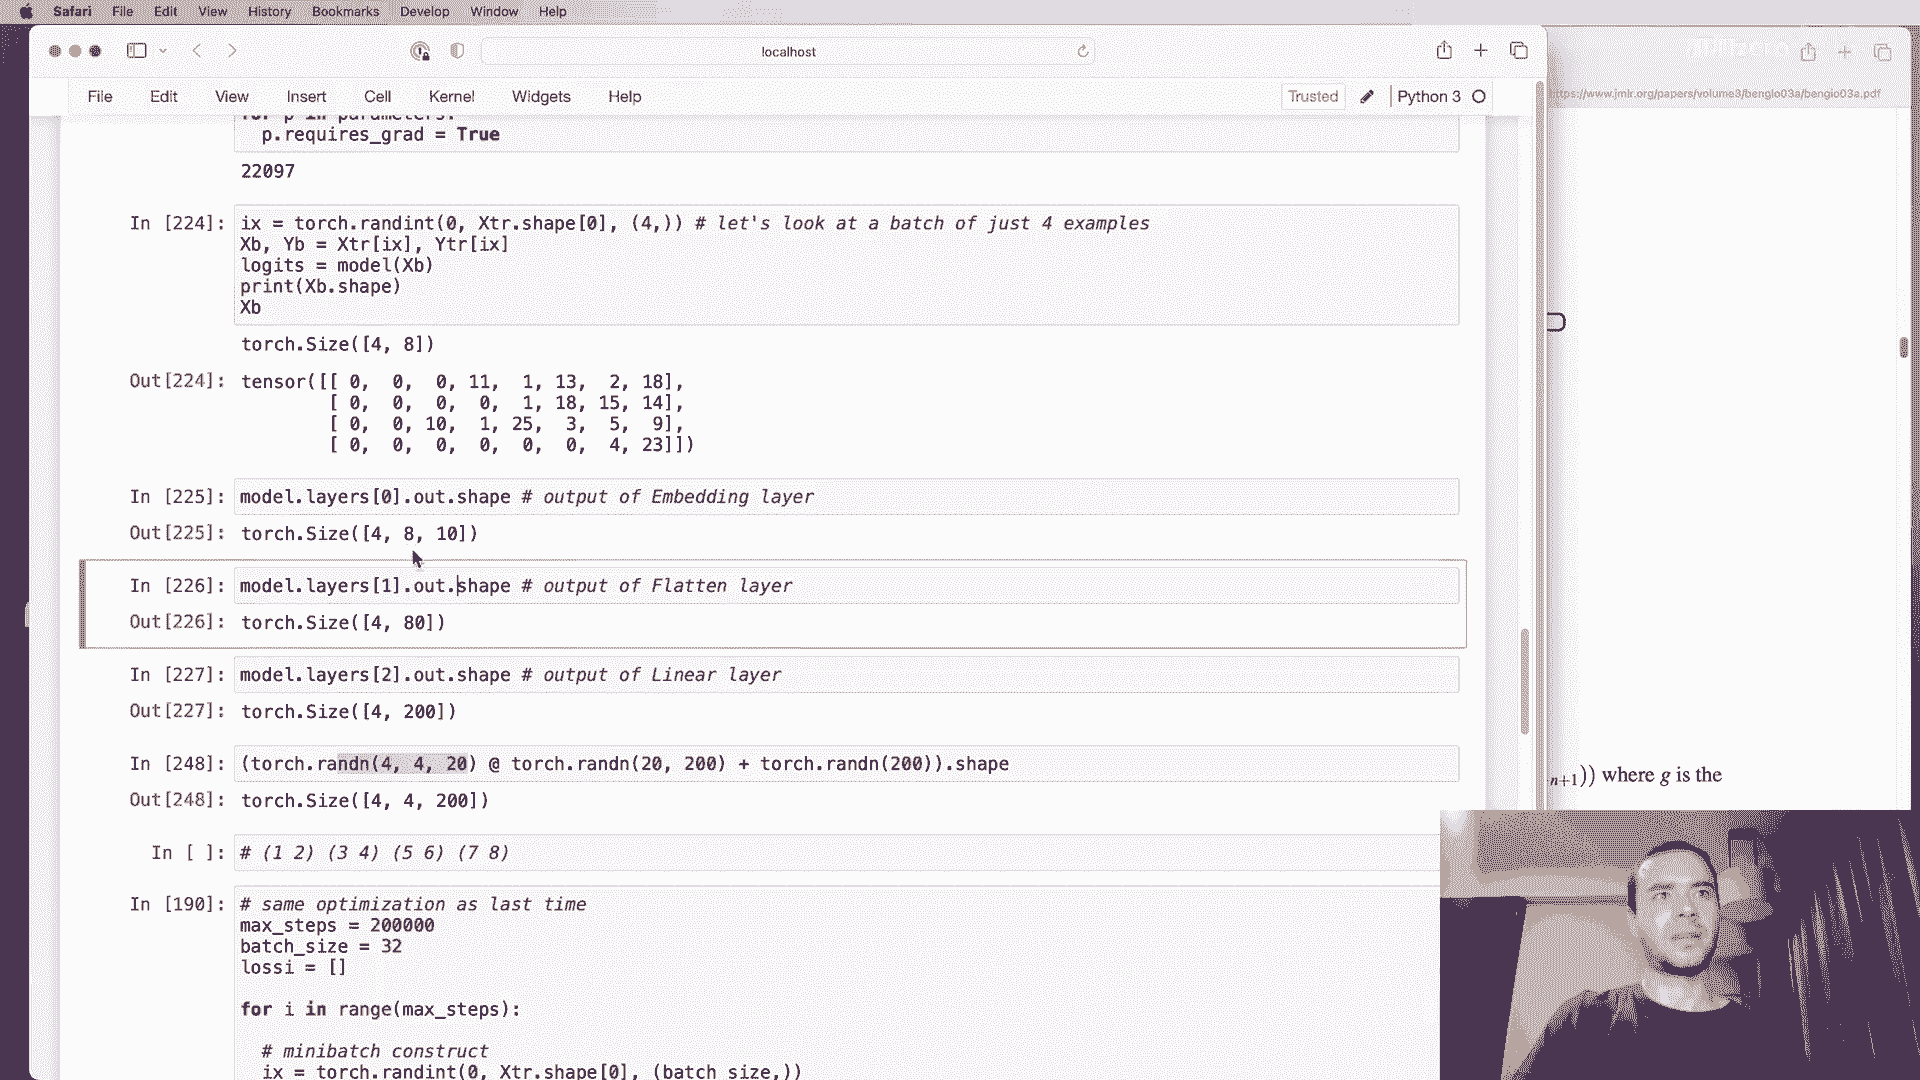 Safari File Edit View History Bookmarks Develop Window Help
localhost
File Edit View Insert Cell Kernel Widgets Help
Trusted Python 3
https://www.jmlr.org/papers/volume3/bengio03a/bengio03a.pdf
for p in parameters:
p.requires_grad = True
22097
In [224]: ix = torch.randint(0, Xtr.shape[0], (4,)) # let's look at a batch of just 4 examples
Xb, Yb = Xtr[ix], Ytr[ix]
logits = model(Xb)
print(Xb.shape)
Xb
torch.Size([4, 8])
Out[224]: tensor([[ 0, 0, 0, 11, 1, 13, 2, 18],
[ 0, 0, 0, 0, 1, 18, 15, 14],
[ 0, 0, 10, 1, 25, 3, 5, 9],
[ 0, 0, 0, 0, 0, 0, 4, 23]])
In [225]: model.layers[0].out.shape # output of Embedding layer
Out[225]: torch.Size([4, 8, 10])
In [226]: model.layers[1].out.shape # output of Flatten layer
Out[226]: torch.Size([4, 80])
In [227]: model.layers[2].out.shape # output of Linear layer
Out[227]: torch.Size([4, 200])
In [248]: (torch.randn(4, 4, 20) @ torch.randn(20, 200) + torch.randn(200)).shape
Out[248]: torch.Size([4, 4, 200])
In [ ]: # (1 2) (3 4) (5 6) (7 8)
In [190]: # same optimization as last time
max_steps = 200000
batch_size = 32
lossi = []
for i in range(max_steps):
# minibatch construct
ix = torch.randint(0, Xtr.shape[0], (batch_size,))
n+1)) where g is the